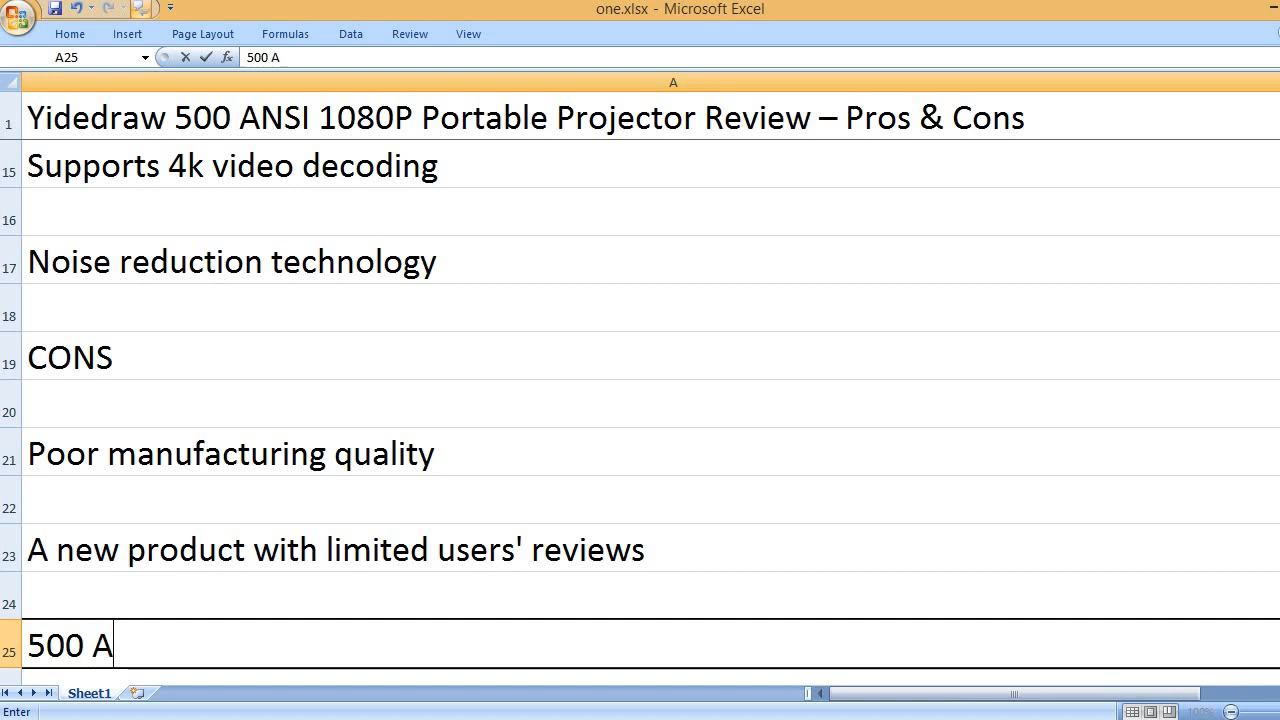 one.xlsx - Microsoft Excel
Home Insert Page Layout Formulas Data Review View
A25 fx 500 A
A
1 Yidedraw 500 ANSI 1080P Portable Projector Review – Pros & Cons
15 Supports 4k video decoding
16
17 Noise reduction technology
18
19 CONS
20
21 Poor manufacturing quality
22
23 A new product with limited users' reviews
24
25 500 A
Sheet1
Enter 100%